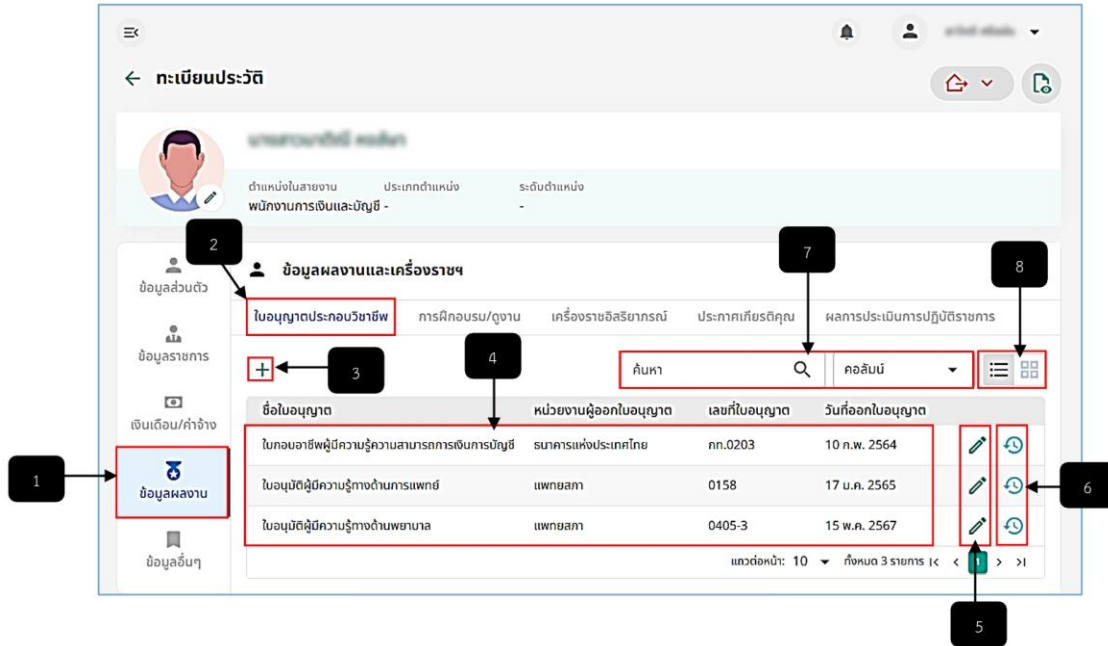 ทะเบียนประวัติ
ตำแหน่งในสายงาน ประเภทตำแหน่ง ระดับตำแหน่ง
พนักงานการเงินและบัญชี - -
2
7
8
ข้อมูลส่วนตัว
ข้อมูลผลงานและเครื่องราชฯ
ใบอนุญาตประกอบวิชาชีพ การฝึกอบรม/ดูงาน เครื่องราชอิสริยาภรณ์ ประกาศเกียรติคุณ ผลการประเมินการปฏิบัติราชการ
ข้อมูลราชการ
3
4
ค้นหา คอลัมน์
เงินเดือน/ค่าจ้าง
ชื่อใบอนุญาต หน่วยงานผู้ออกใบอนุญาต เลขที่ใบอนุญาต วันที่ออกใบอนุญาต
ใบกอบอาชีพผู้มีความรู้ความสามารถการเงินการบัญชี ธนาคารแห่งประเทศไทย กท.0203 10 ก.พ. 2564
1
ข้อมูลผลงาน
ใบอนุมัติผู้มีความรู้ทางด้านการแพทย์ แพทยสภา 0158 17 ม.ค. 2565
6
ใบอนุมัติผู้มีความรู้ทางด้านพยาบาล แพทยสภา 0405-3 15 พ.ค. 2567
ข้อมูลอื่นๆ
แถวต่อหน้า: 10 ทั้งหมด 3 รายการ |< < 1 > >|
5